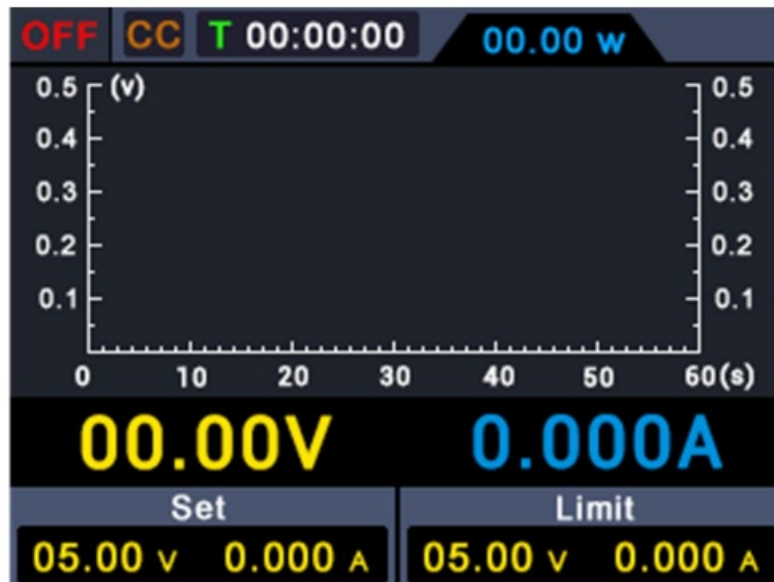 OFF CC T 00:00:00 00.00 W
0.5 (v) 0.5
0.4 0.4
0.3 0.3
0.2 0.2
0.1 0.1
0 10 20 30 40 50 60(s)
00.00V 0.000A
Set Limit
05.00 V 0.000 A 05.00 V 0.000 A